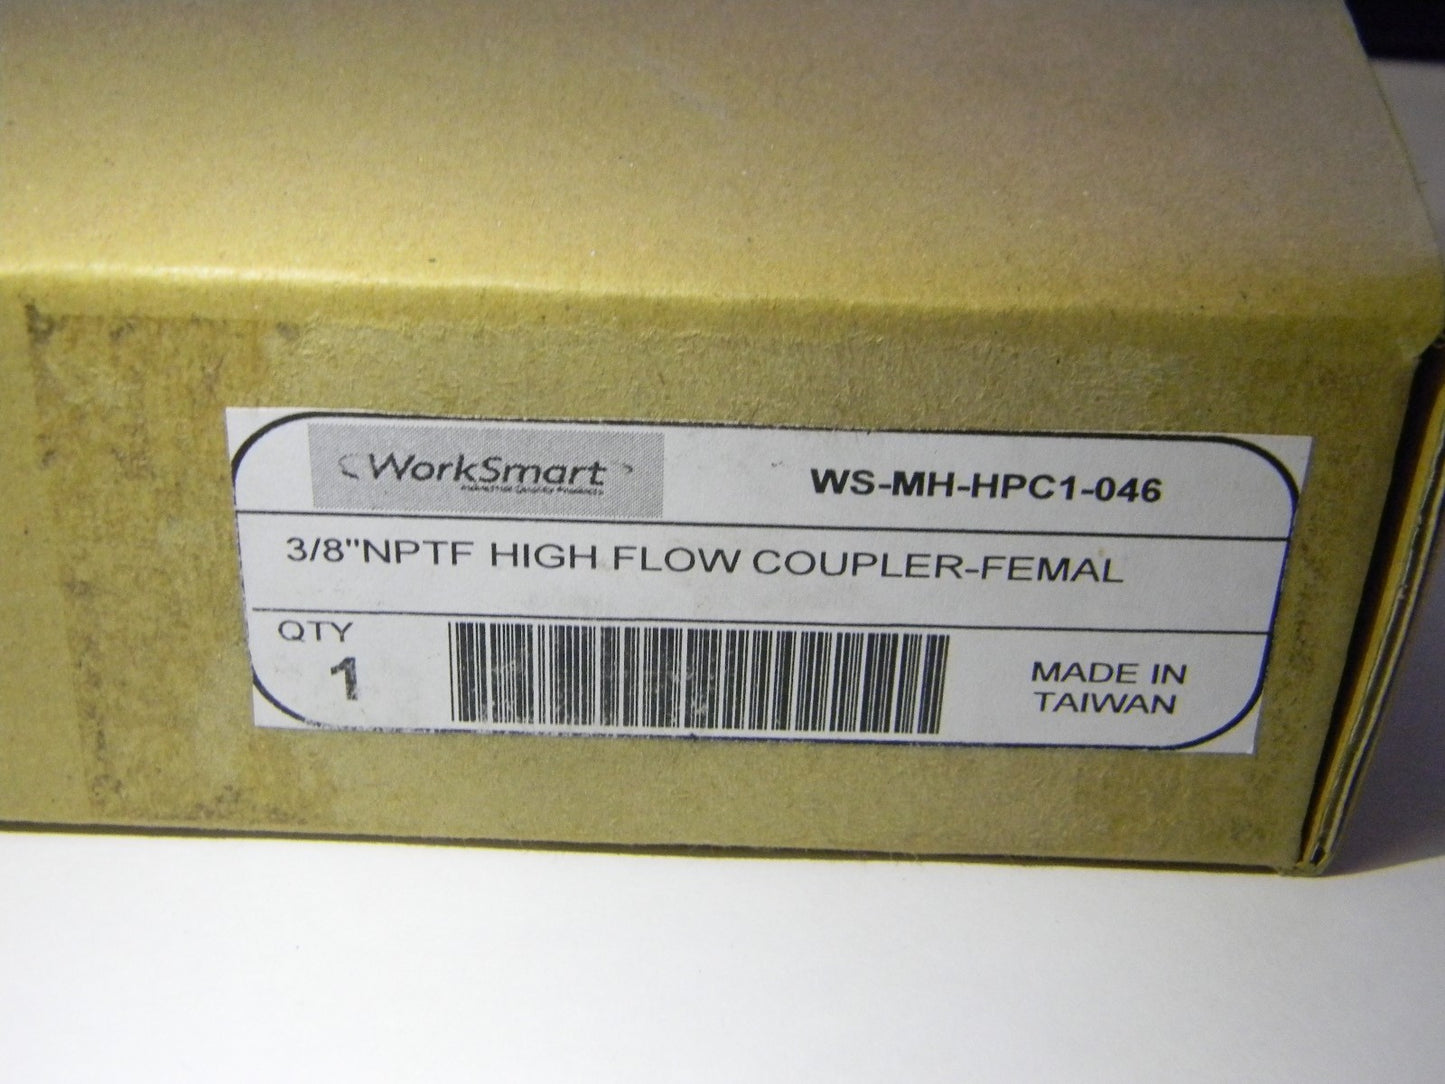 WorkSmart
WS-MH-HPC1-046
3/8"NPTF HIGH FLOW COUPLER-FEMAL
QTY
1
MADE IN
TAIWAN